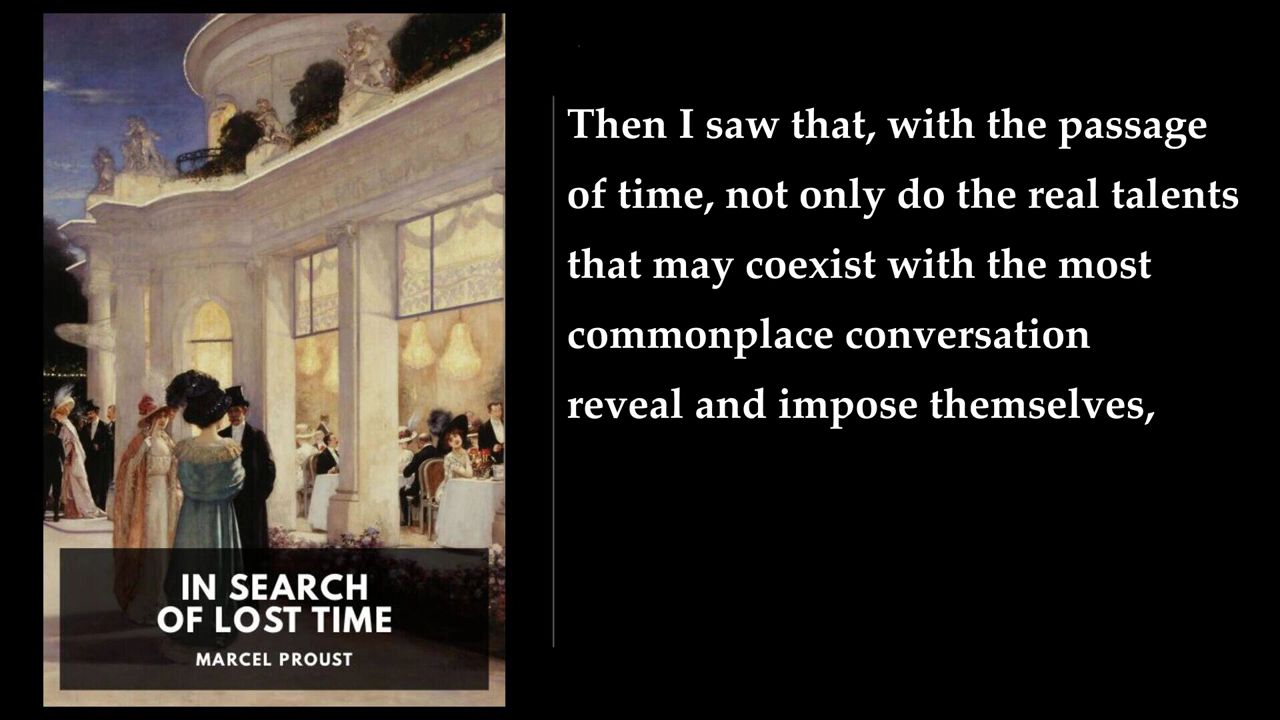 Then I saw that, with the passage
of time, not only do the real talents
that may coexist with the most
commonplace conversation
reveal and impose themselves,
IN SEARCH
OF LOST TIME
MARCEL PROUST